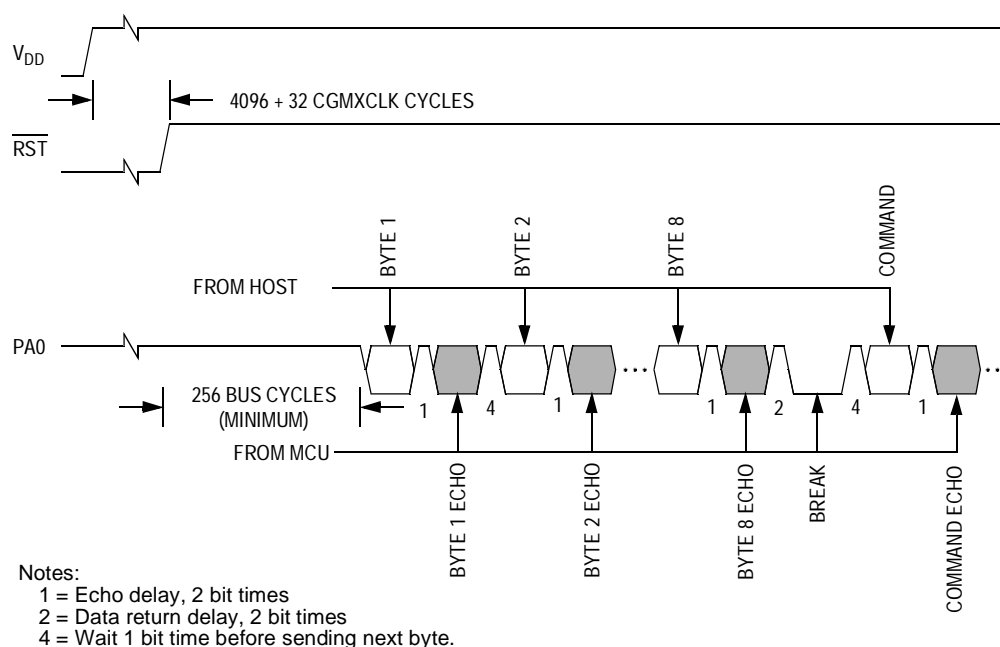 VDD
4096 + 32 CGMXCLK CYCLES
RST
BYTE 1
BYTE 2
BYTE 8
COMMAND
FROM HOST
PA0
256 BUS CYCLES
(MINIMUM)
1
4
1
1
2
4
1
FROM MCU
BYTE 1 ECHO
BYTE 2 ECHO
BYTE 8 ECHO
BREAK
COMMAND ECHO
Notes:
1 = Echo delay, 2 bit times
2 = Data return delay, 2 bit times
4 = Wait 1 bit time before sending next byte.